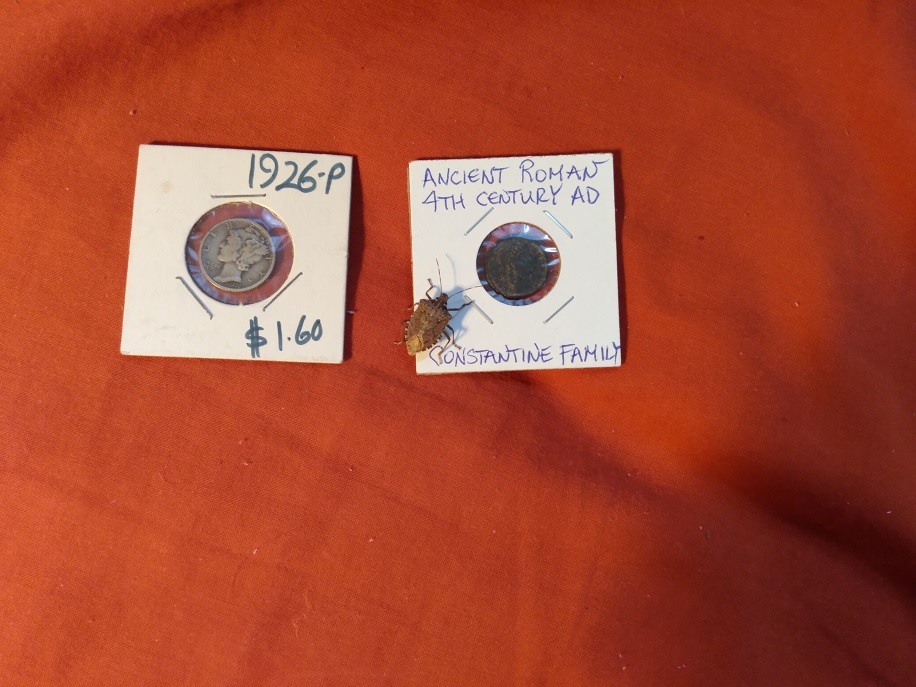 1926-P
$1.60
ANCIENT ROMAN
4TH CENTURY AD
CONSTANTINE FAMILY